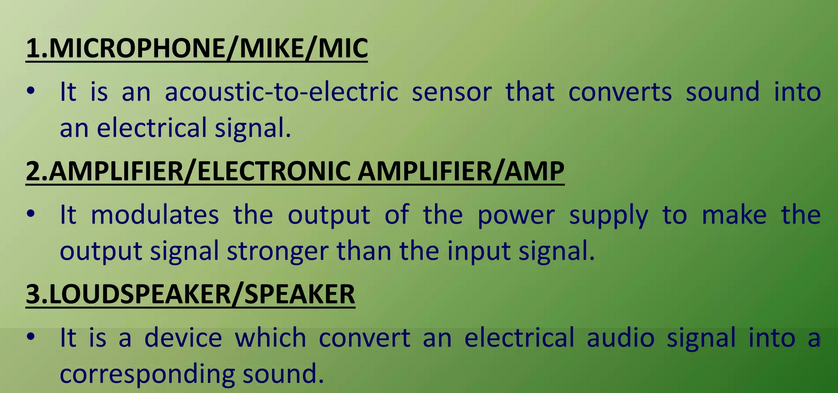 1.MICROPHONE/MIKE/MIC
• It is an acoustic-to-electric sensor that converts sound into
an electrical signal.
2.AMPLIFIER/ELECTRONIC AMPLIFIER/AMP
• It modulates the output of the power supply to make the
output signal stronger than the input signal.
3.LOUDSPEAKER/SPEAKER
• It is a device which convert an electrical audio signal into a
corresponding sound.